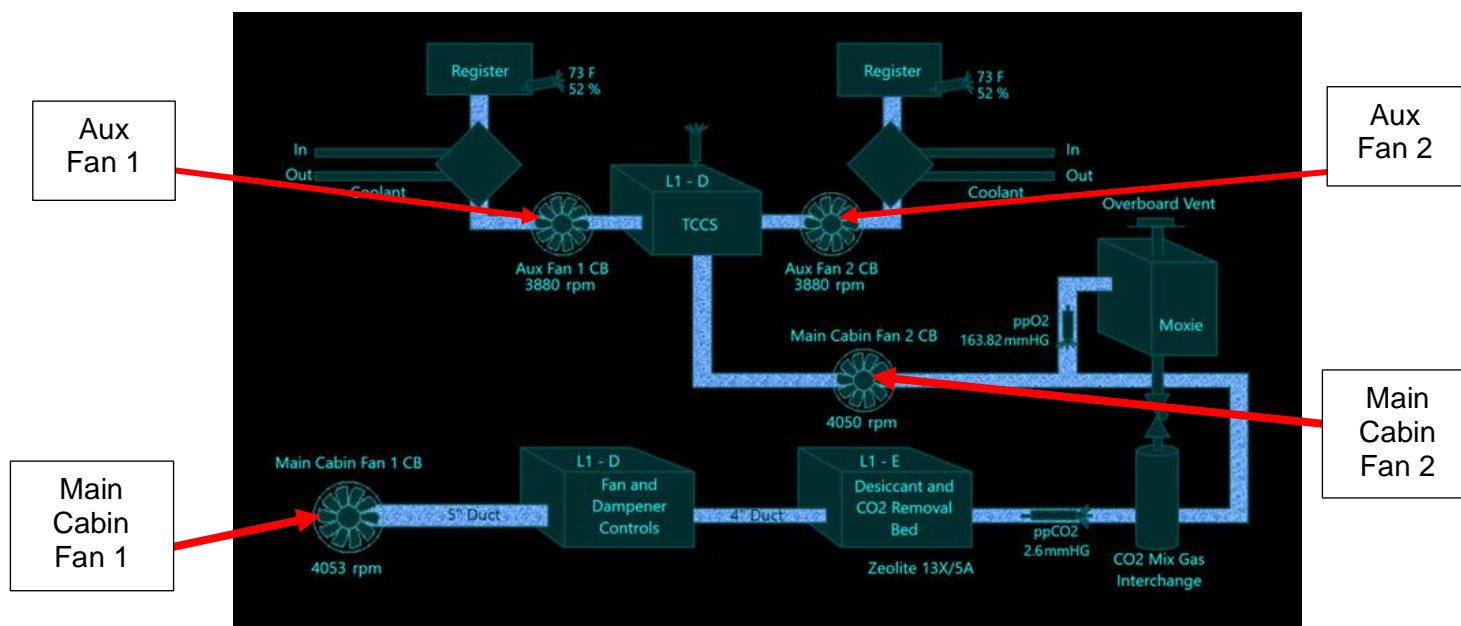 Aux
Fan 1
Register
73 F
52 %
In
Out
Coolant
Aux Fan 1 CB
3880 rpm
L1 - D
TCCS
Register
73 F
52 %
In
Out
Coolant
Aux Fan 2 CB
3880 rpm
Aux
Fan 2
Overboard Vent
Moxie
ppO2
163.82mmHG
Main Cabin Fan 2 CB
4050 rpm
Main
Cabin
Fan 2
Main
Cabin
Fan 1
Main Cabin Fan 1 CB
4053 rpm
5" Duct
L1 - D
Fan and
Dampener
Controls
4" Duct
L1 - E
Desiccant and
CO2 Removal
Bed
Zeolite 13X/5A
ppCO2
2.6mmHG
CO2 Mix Gas
Interchange